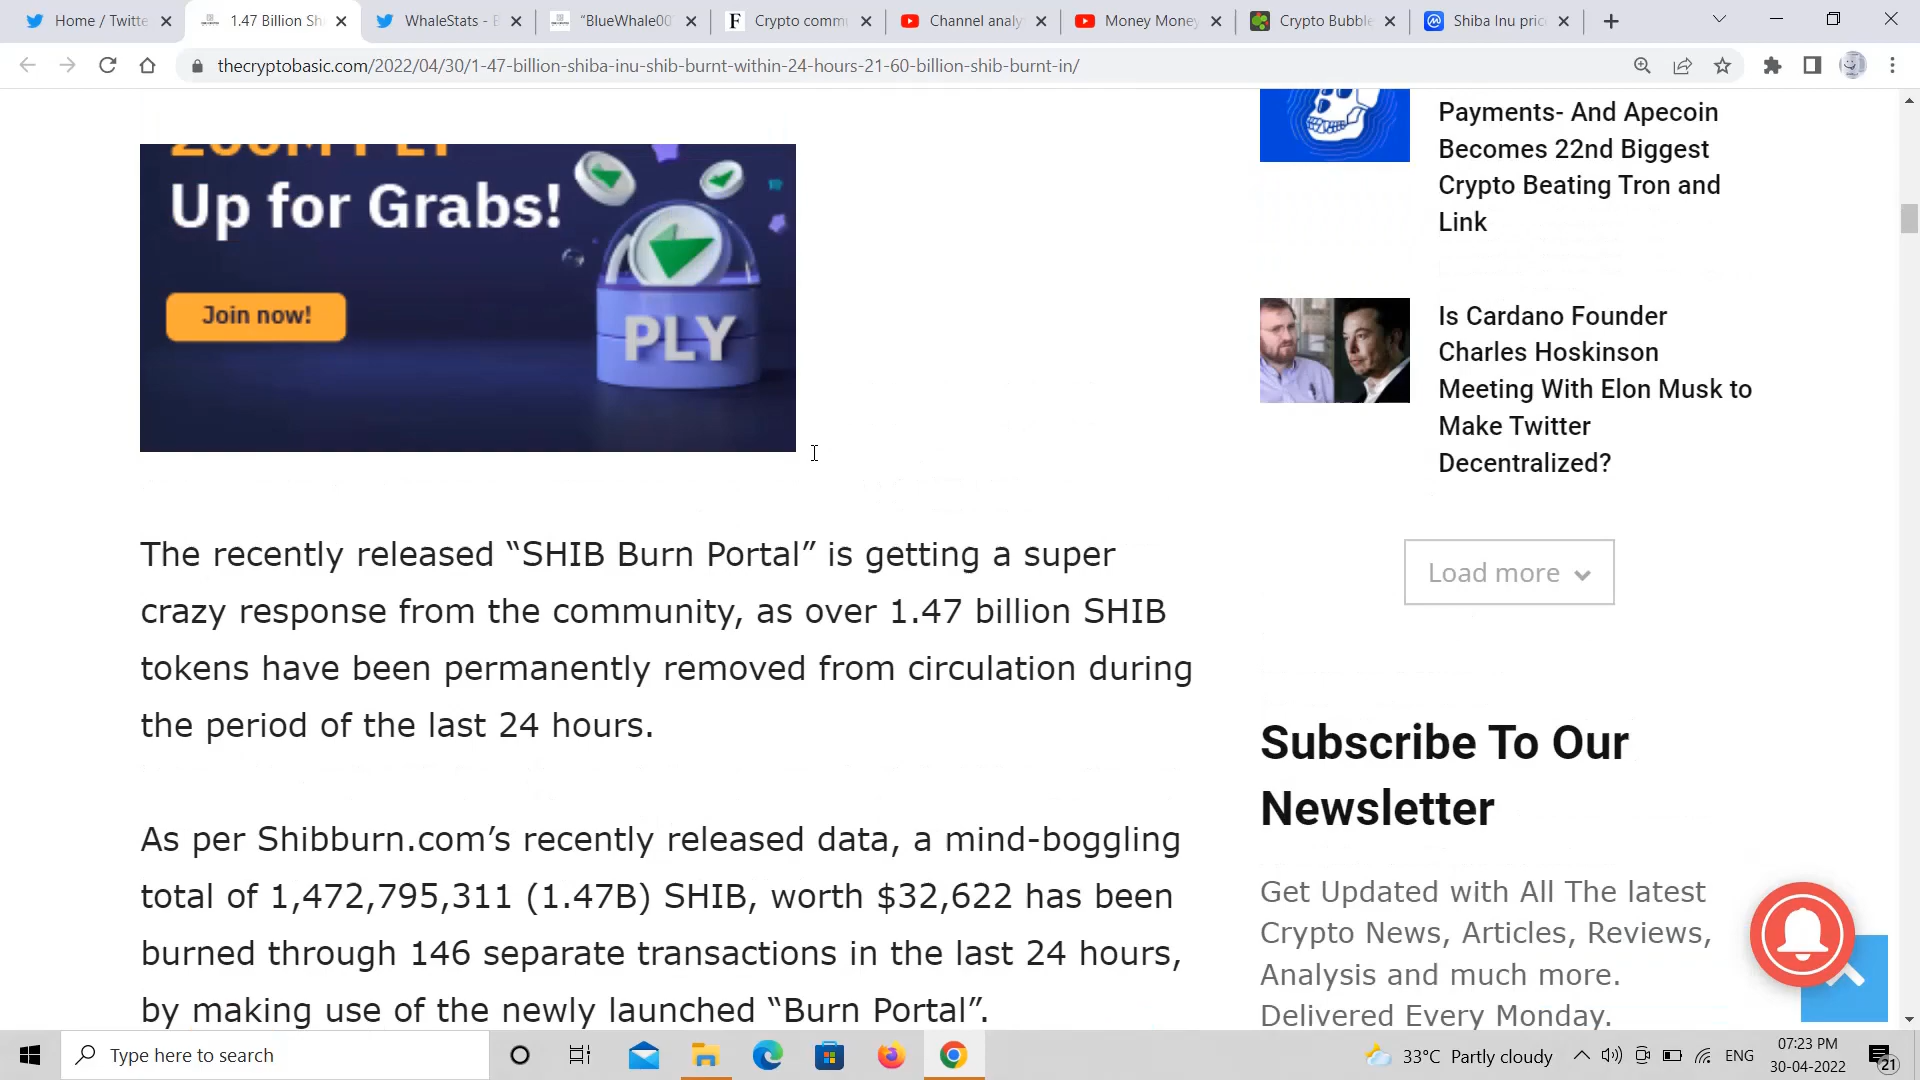 Home / Twitte
1.47 Billion Sh
WhaleStats - E
"BlueWhale00
Crypto comm
Channel analy
Money Money
Crypto Bubble
Shiba Inu pric
thecryptobasic.com/2022/04/30/1-47-billion-shiba-inu-shib-burnt-within-24-hours-21-60-billion-shib-burnt-in/
Up for Grabs!
Join now!
PLY
The recently released “SHIB Burn Portal” is getting a super
crazy response from the community, as over 1.47 billion SHIB
tokens have been permanently removed from circulation during
the period of the last 24 hours.
As per Shibburn.com’s recently released data, a mind-boggling
total of 1,472,795,311 (1.47B) SHIB, worth $32,622 has been
burned through 146 separate transactions in the last 24 hours,
by making use of the newly launched “Burn Portal”.
Payments- And Apecoin
Becomes 22nd Biggest
Crypto Beating Tron and
Link
Is Cardano Founder
Charles Hoskinson
Meeting With Elon Musk to
Make Twitter
Decentralized?
Load more
Subscribe To Our
Newsletter
Get Updated with All The latest
Crypto News, Articles, Reviews,
Analysis and much more.
Delivered Every Monday.
Type here to search
33°C Partly cloudy
ENG
07:23 PM
30-04-2022
21